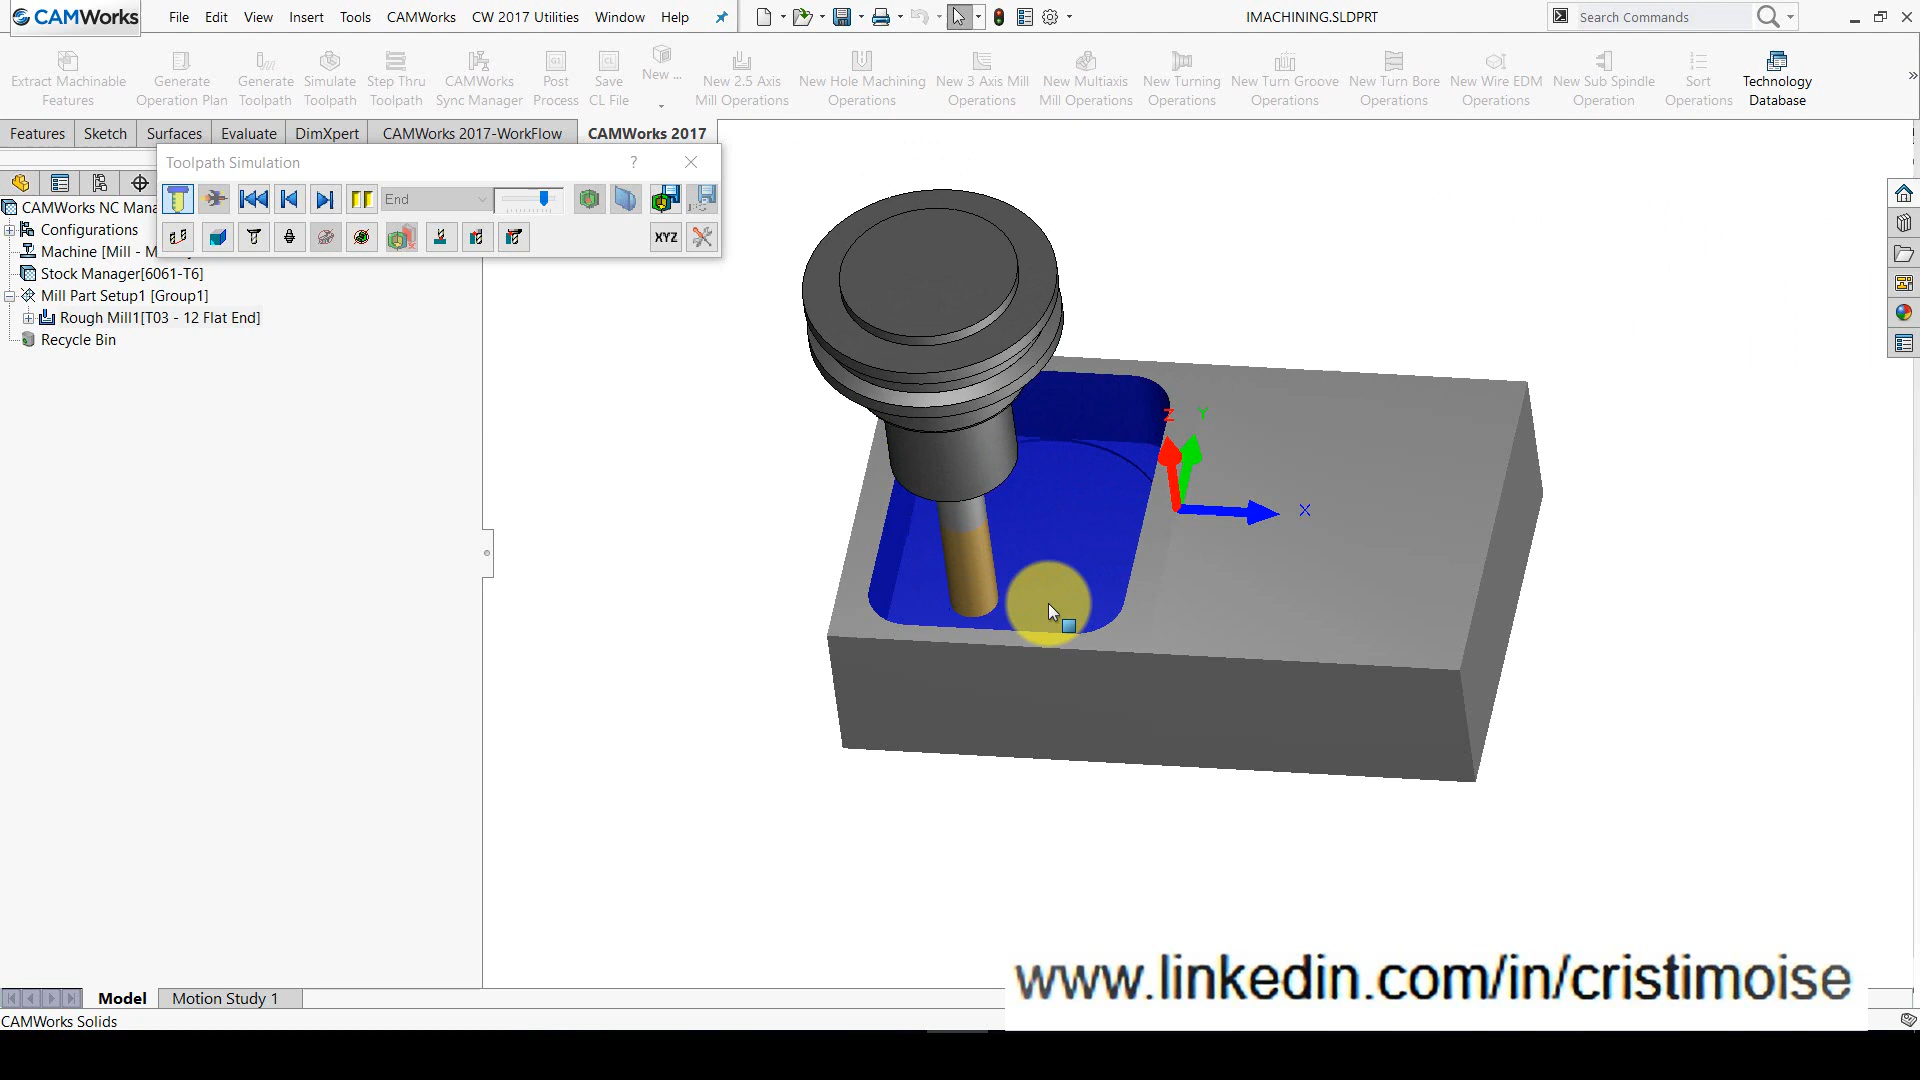 CAMWorks File Edit View Insert Tools CAMWorks CW 2017 Utilities Window Help IMACHINING.SLDPRT Search Commands
Extract Machinable Features
Generate Operation Plan
Generate Toolpath
Simulate Toolpath
Step Thru Toolpath
CAMWorks Sync Manager
Post Process
Save CL File
New ...
New 2.5 Axis Mill Operations
New Hole Machining Operations
New 3 Axis Mill Operations
New Multiaxis Mill Operations
New Turning Operations
New Turn Groove Operations
New Turn Bore Operations
New Wire EDM Operations
New Sub Spindle Operation
Sort Operations
Technology Database
Features Sketch Surfaces Evaluate DimXpert CAMWorks 2017-WorkFlow CAMWorks 2017
Toolpath Simulation ?
End
XYZ
CAMWorks NC Mana
Configurations
Machine [Mill - M
Stock Manager[6061-T6]
Mill Part Setup1 [Group1]
Rough Mill1[T03 - 12 Flat End]
Recycle Bin
Z Y
X
www.linkedin.com/in/cristimoise
Model Motion Study 1
CAMWorks Solids